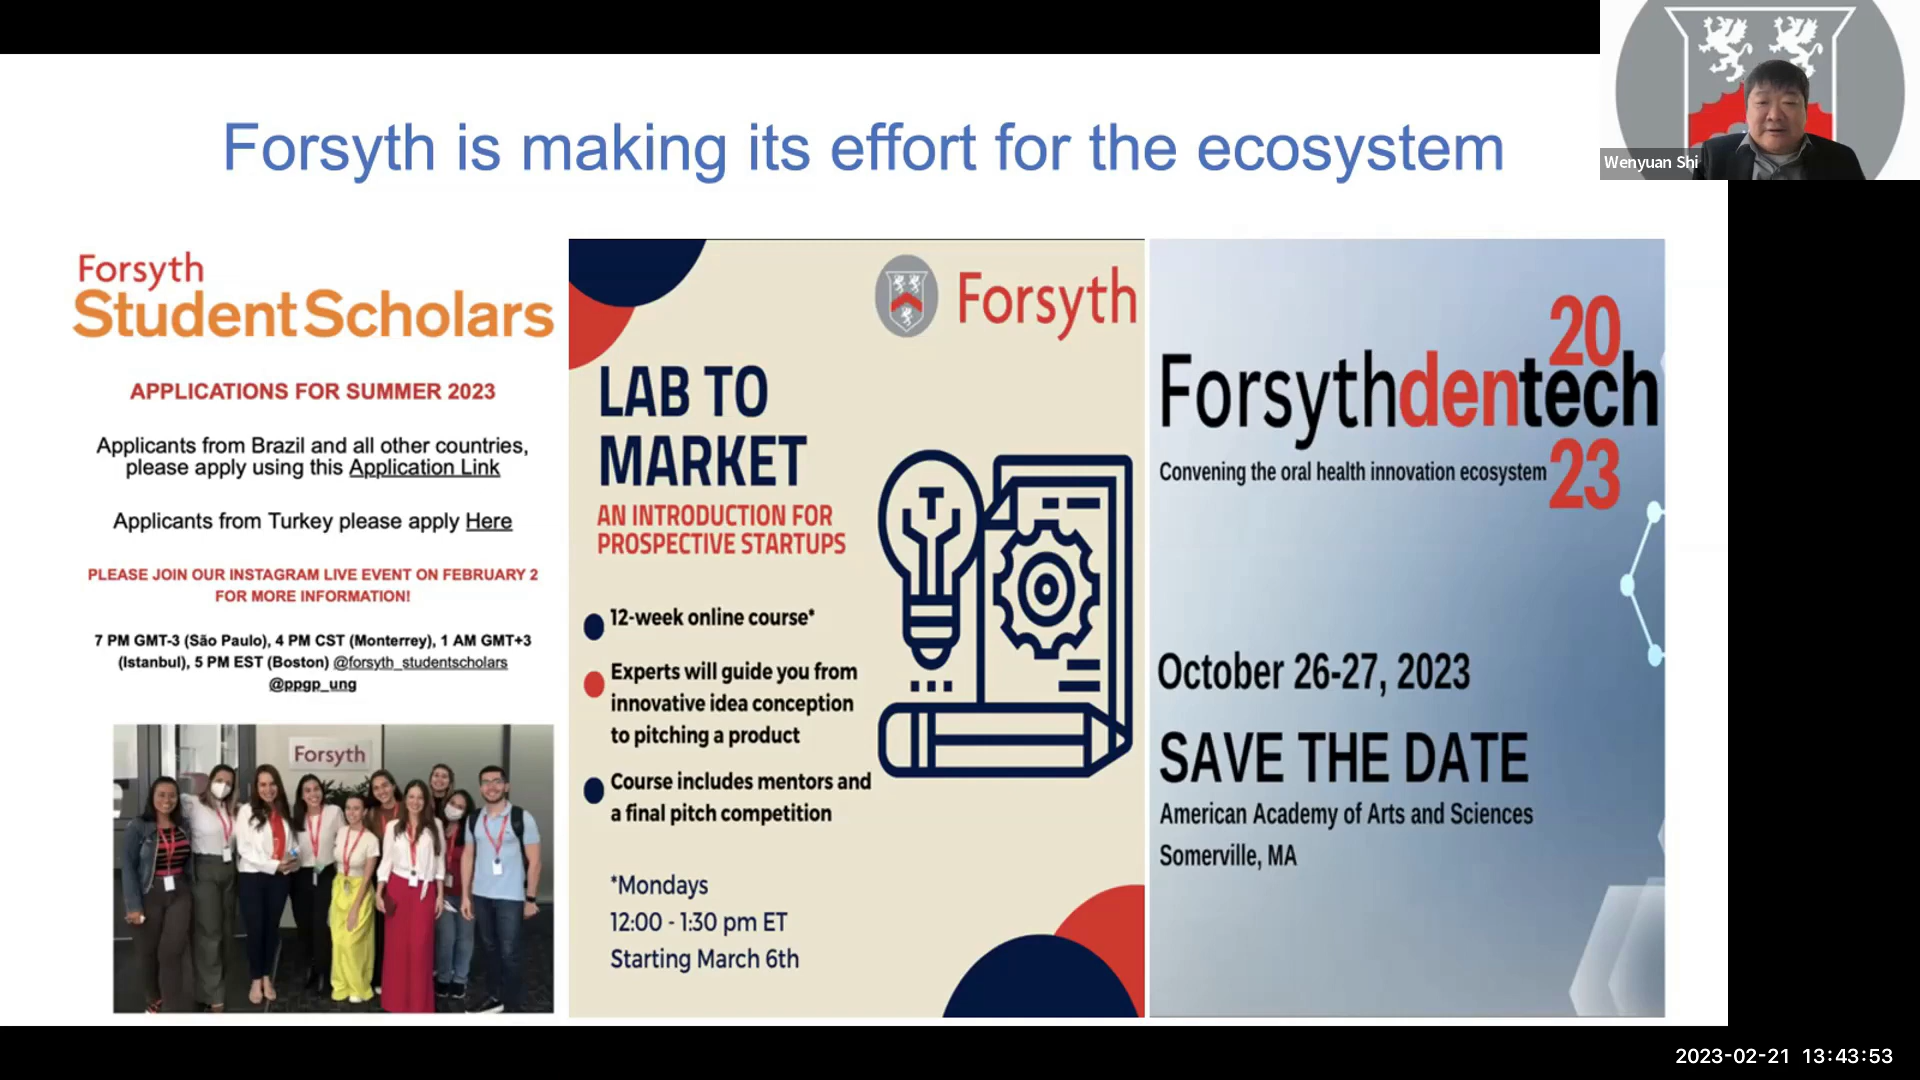 Forsyth is making its effort for the ecosystem
Wenyuan Shi
Forsyth
StudentScholars
APPLICATIONS FOR SUMMER 2023
Applicants from Brazil and all other countries,
please apply using this Application Link
Applicants from Turkey please apply Here
PLEASE JOIN OUR INSTAGRAM LIVE EVENT ON FEBRUARY 2
FOR MORE INFORMATION!
7 PM GMT-3 (São Paulo), 4 PM CST (Monterrey), 1 AM GMT+3
(Istanbul), 5 PM EST (Boston) @forsyth_studentscholars
@ppgp_ung
Forsyth
Forsyth
LAB TO
MARKET
AN INTRODUCTION FOR
PROSPECTIVE STARTUPS
12-week online course*
Experts will guide you from
innovative idea conception
to pitching a product
Course includes mentors and
a final pitch competition
*Mondays
12:00 - 1:30 pm ET
Starting March 6th
20
Forsythdentech
Convening the oral health innovation ecosystem
23
October 26-27, 2023
SAVE THE DATE
American Academy of Arts and Sciences
Somerville, MA
2023-02-21 13:43:53